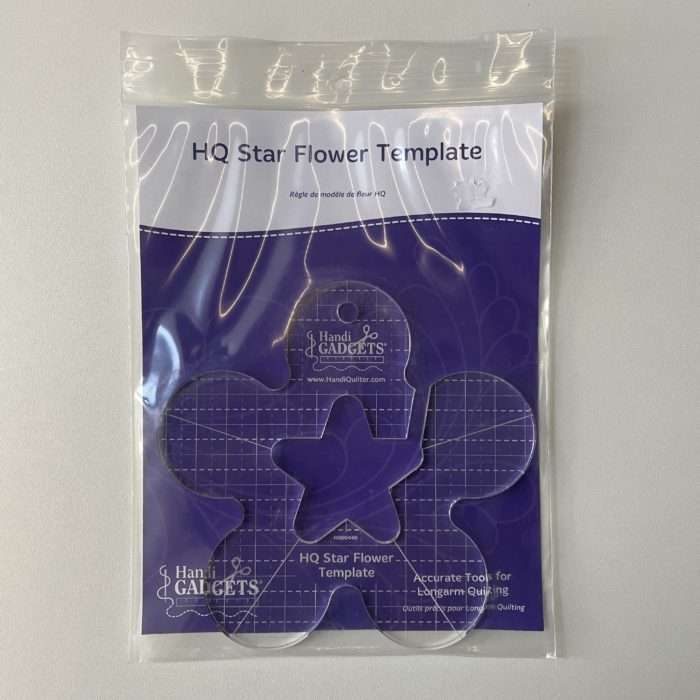 HQ Star Flower Template
Règle de modèle de fleur HQ
Handi
GADGETS®
www.HandiQuilter.com
HQ Star Flower
Template
Handi
GADGETS®
Accurate Tools for
Longarm Quilting
Outils précis pour Longarm Quilting